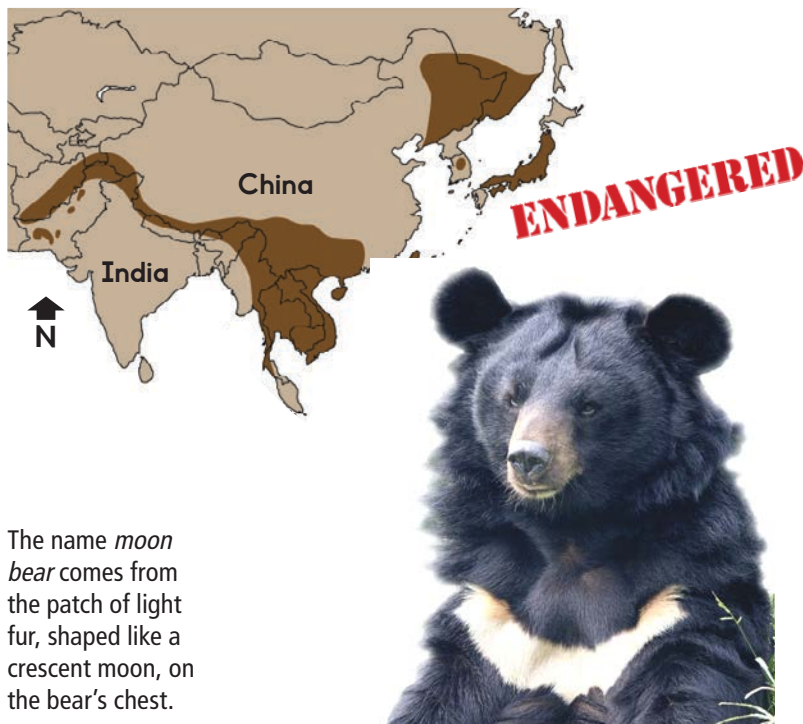 China
ENDANGERED
India
N
The name moon
bear comes from
the patch of light
fur, shaped like a
crescent moon, on
the bear’s chest.